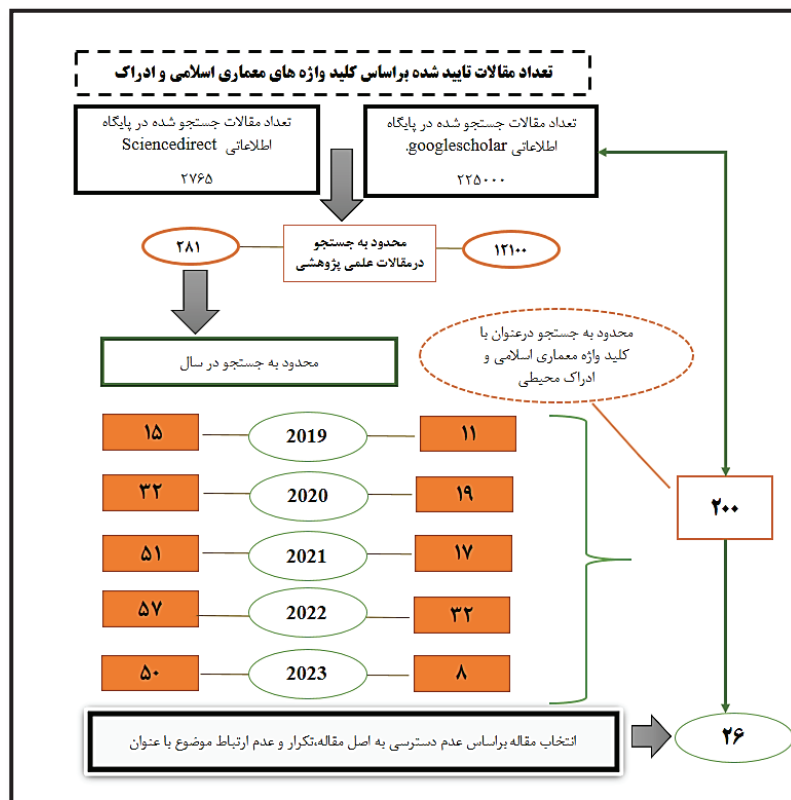 تعداد مقالات تایید شده براساس کلید واژه های معماری اسلامی و ادراک
تعداد مقالات جستجو شده در پایگاه
اطلاعاتی googlescholar.
۲۲۵۰۰۰
تعداد مقالات جستجو شده در پایگاه
اطلاعاتی Sciencedirect
۲۷۶۵
۱۲۱۰۰
محدود به جستجو
درمقالات علمی پژوهشی
۲۸۱
محدود به جستجو درعنوان با
کلید واژه معماری اسلامی و
ادراک محیطی
محدود به جستجو در سال
۱۱
2019
۱۵
۱۹
2020
۳۲
۱۷
2021
۵۱
۳۲
2022
۵۷
۸
2023
۵۰
۲۰۰
انتخاب مقاله براساس عدم دسترسی به اصل مقاله،تکرار و عدم ارتباط موضوع با عنوان
۲۶